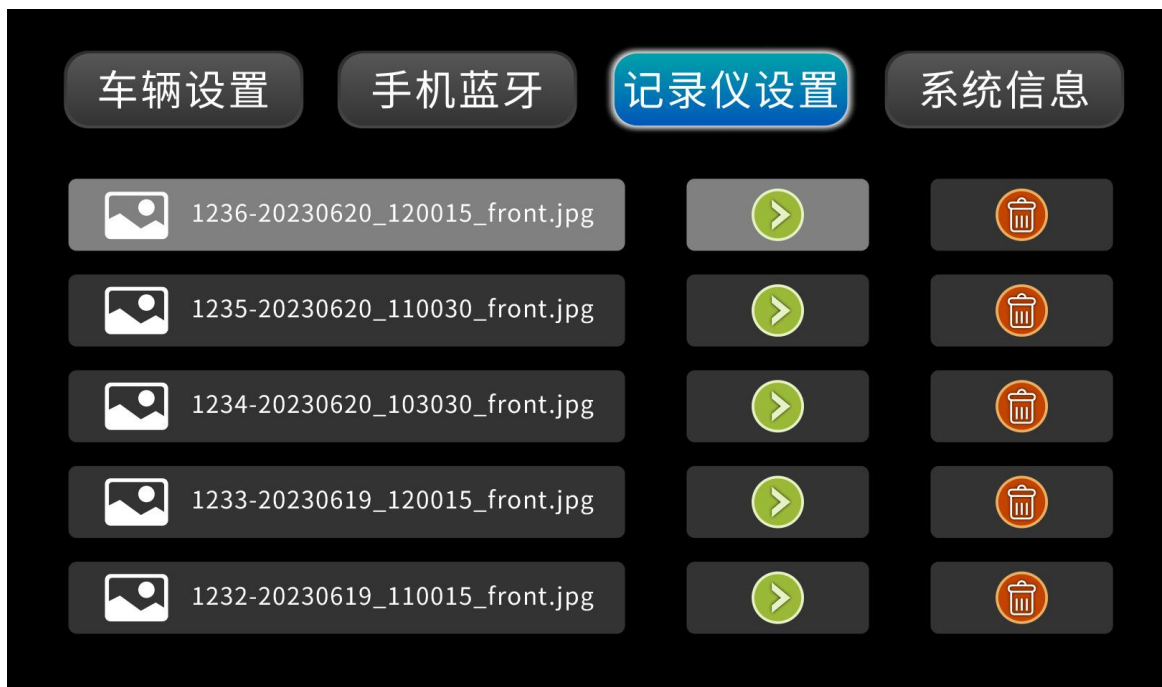 车辆设置 手机蓝牙 记录仪设置 系统信息
1236-20230620_120015_front.jpg
1235-20230620_110030_front.jpg
1234-20230620_103030_front.jpg
1233-20230619_120015_front.jpg
1232-20230619_110015_front.jpg